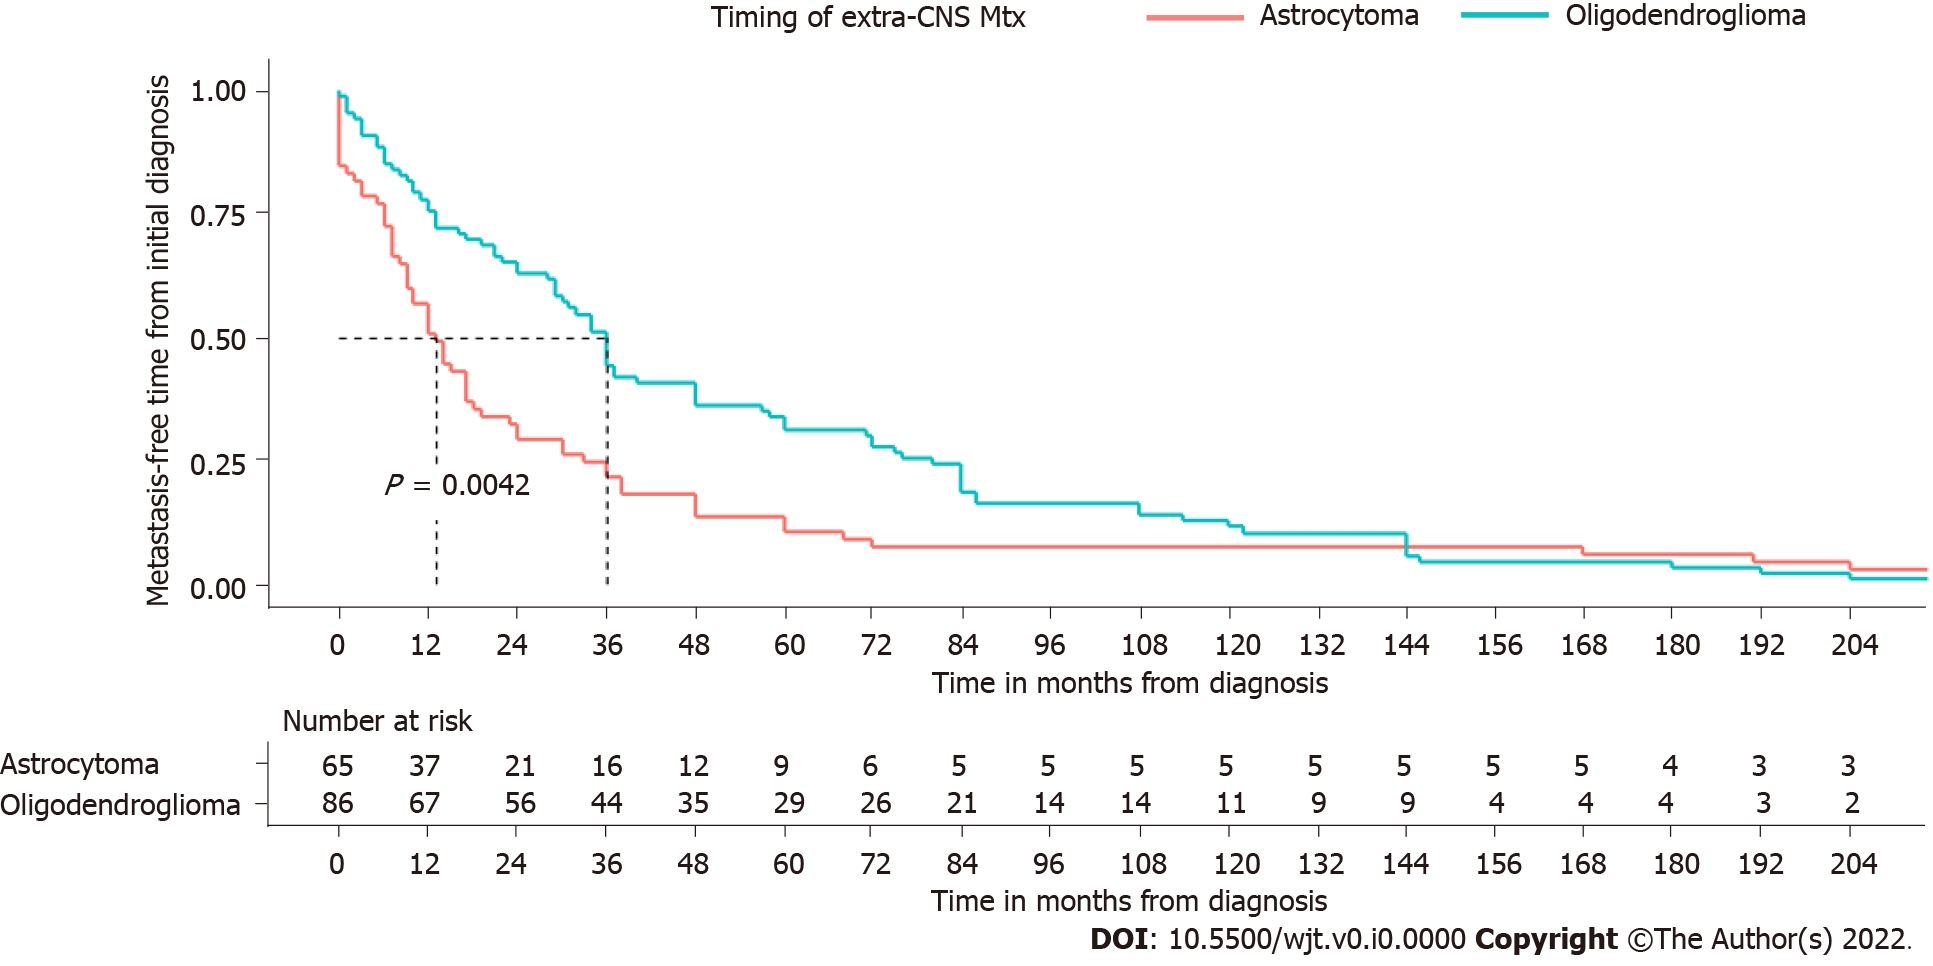 Timing of extra-CNS Mtx Astrocytoma Oligodendroglioma
Metastasis-free time from initial diagnosis
1.00
0.75
0.50
0.25
0.00
P = 0.0042
0 12 24 36 48 60 72 84 96 108 120 132 144 156 168 180 192 204
Time in months from diagnosis
Number at risk
Astrocytoma 65 37 21 16 12 9 6 5 5 5 5 5 5 5 5 4 3 3
Oligodendroglioma 86 67 56 44 35 29 26 21 14 14 11 9 9 4 4 4 3 2
0 12 24 36 48 60 72 84 96 108 120 132 144 156 168 180 192 204
Time in months from diagnosis
DOI: 10.5500/wjt.v0.i0.0000 Copyright ©The Author(s) 2022.